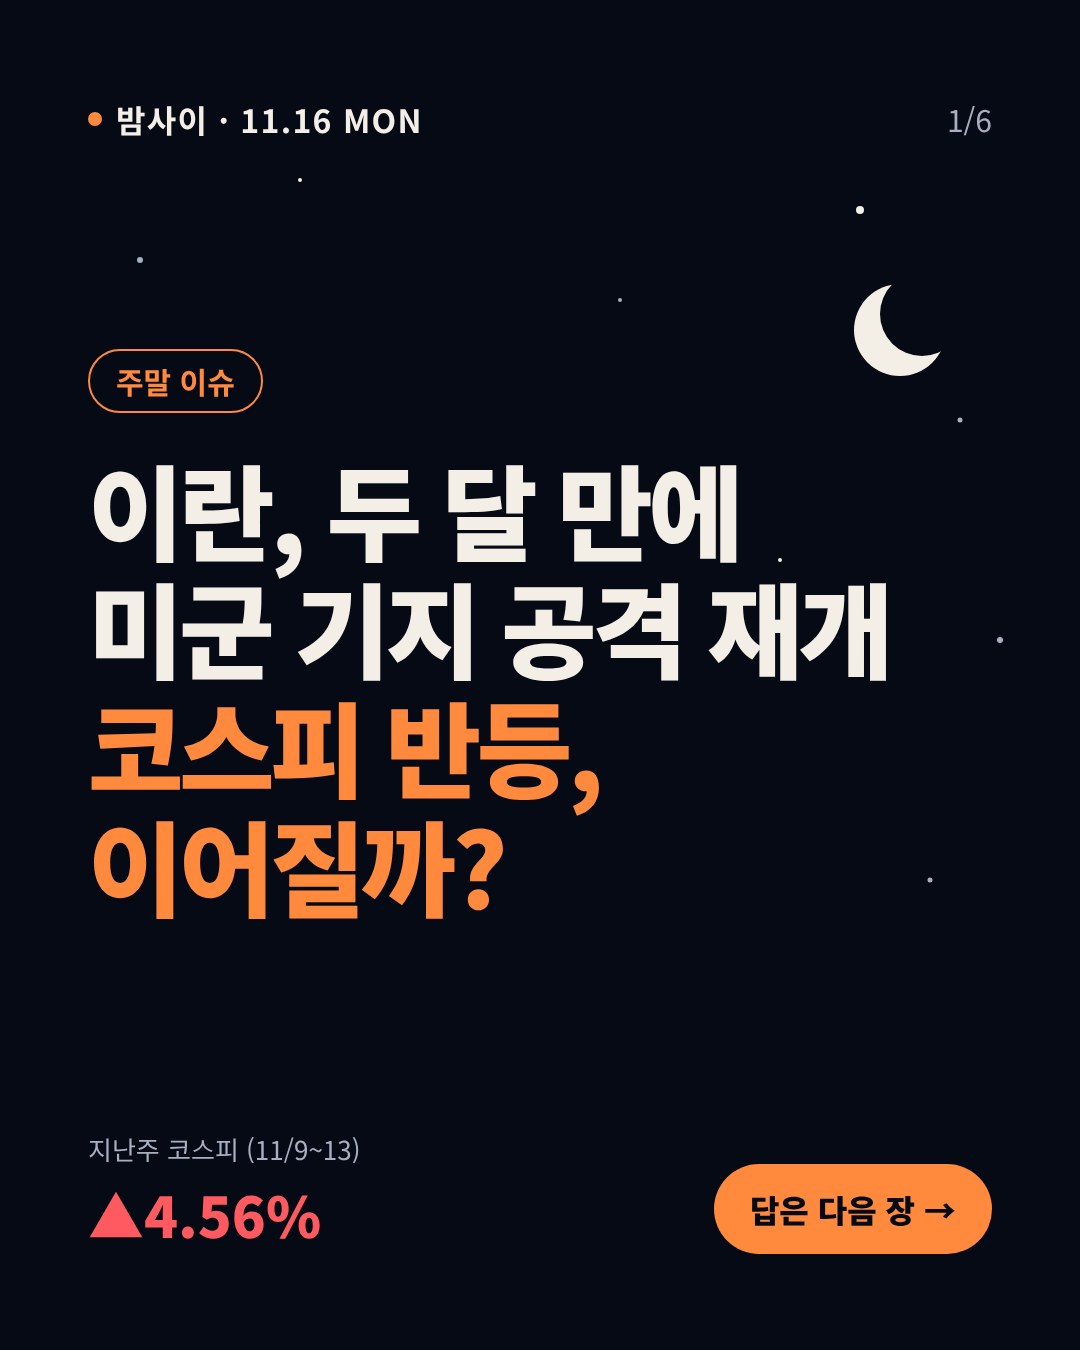 밤사이 · 11.16 MON
1/6
주말 이슈
이란, 두 달 만에
미군 기지 공격 재개
코스피 반등,
이어질까?
지난주 코스피 (11/9~13)
▲4.56%
답은 다음 장 →